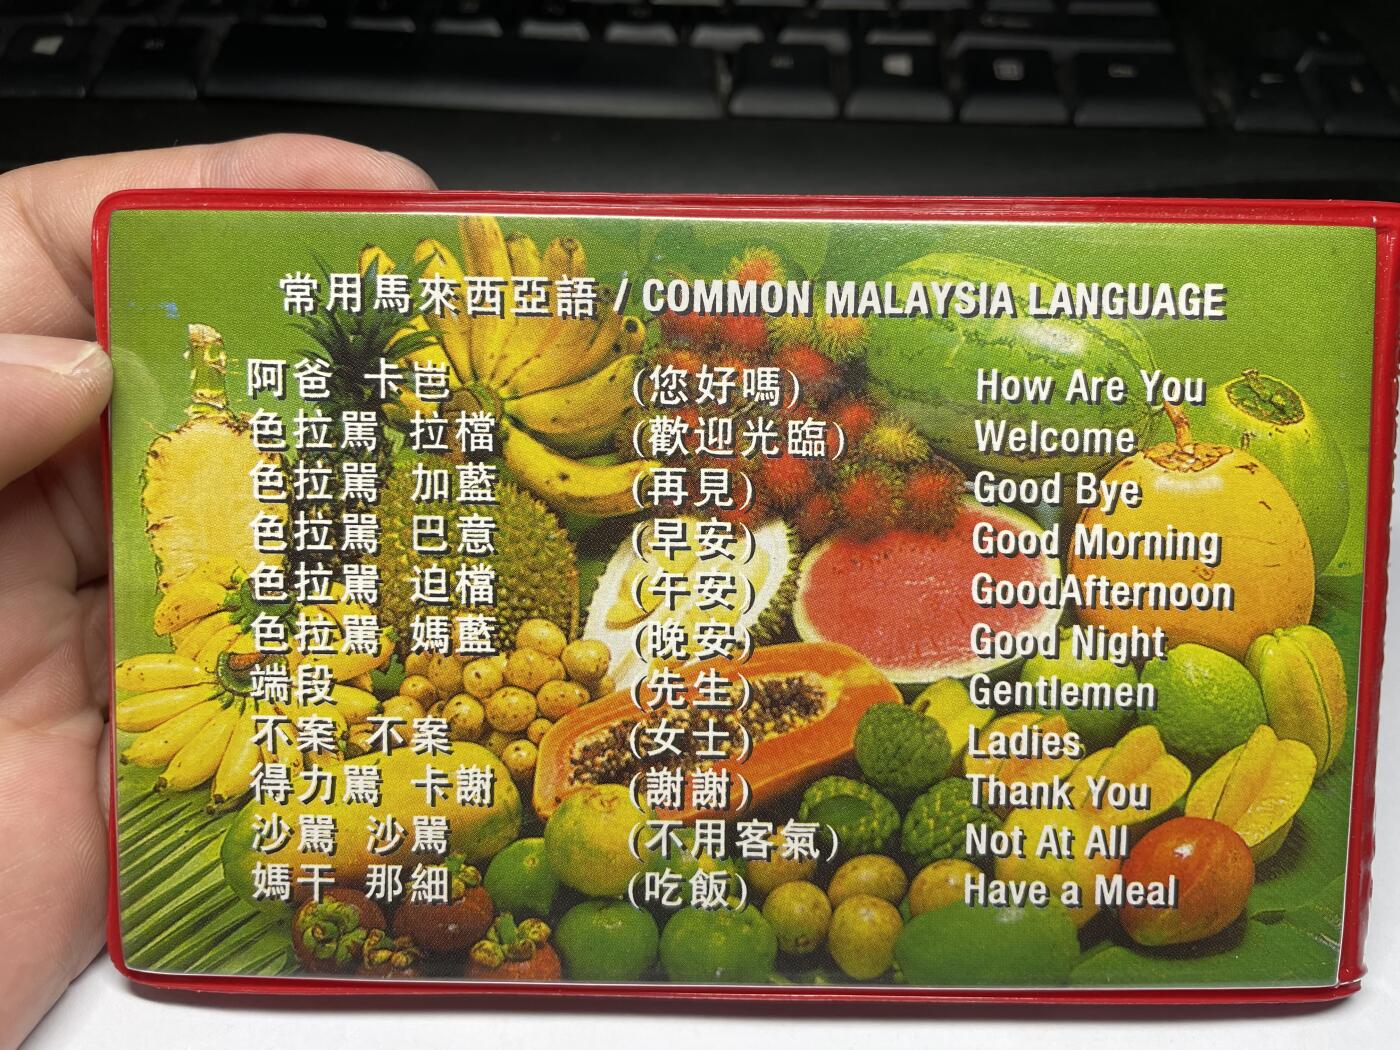 常用馬來西亞語 / COMMON MALAYSIA LANGUAGE
阿爸 卡岜 (您好嗎) How Are You
色拉罵 拉檔 (歡迎光臨) Welcome
色拉罵 加藍 (再見) Good Bye
色拉罵 巴意 (早安) Good Morning
色拉罵 迫檔 (午安) GoodAfternoon
色拉罵 媽藍 (晚安) Good Night
端段 (先生) Gentlemen
不案 不案 (女士) Ladies
得力罵 卡謝 (謝謝) Thank You
沙罵 沙罵 (不用客氣) Not At All
媽干 那細 (吃飯) Have a Meal